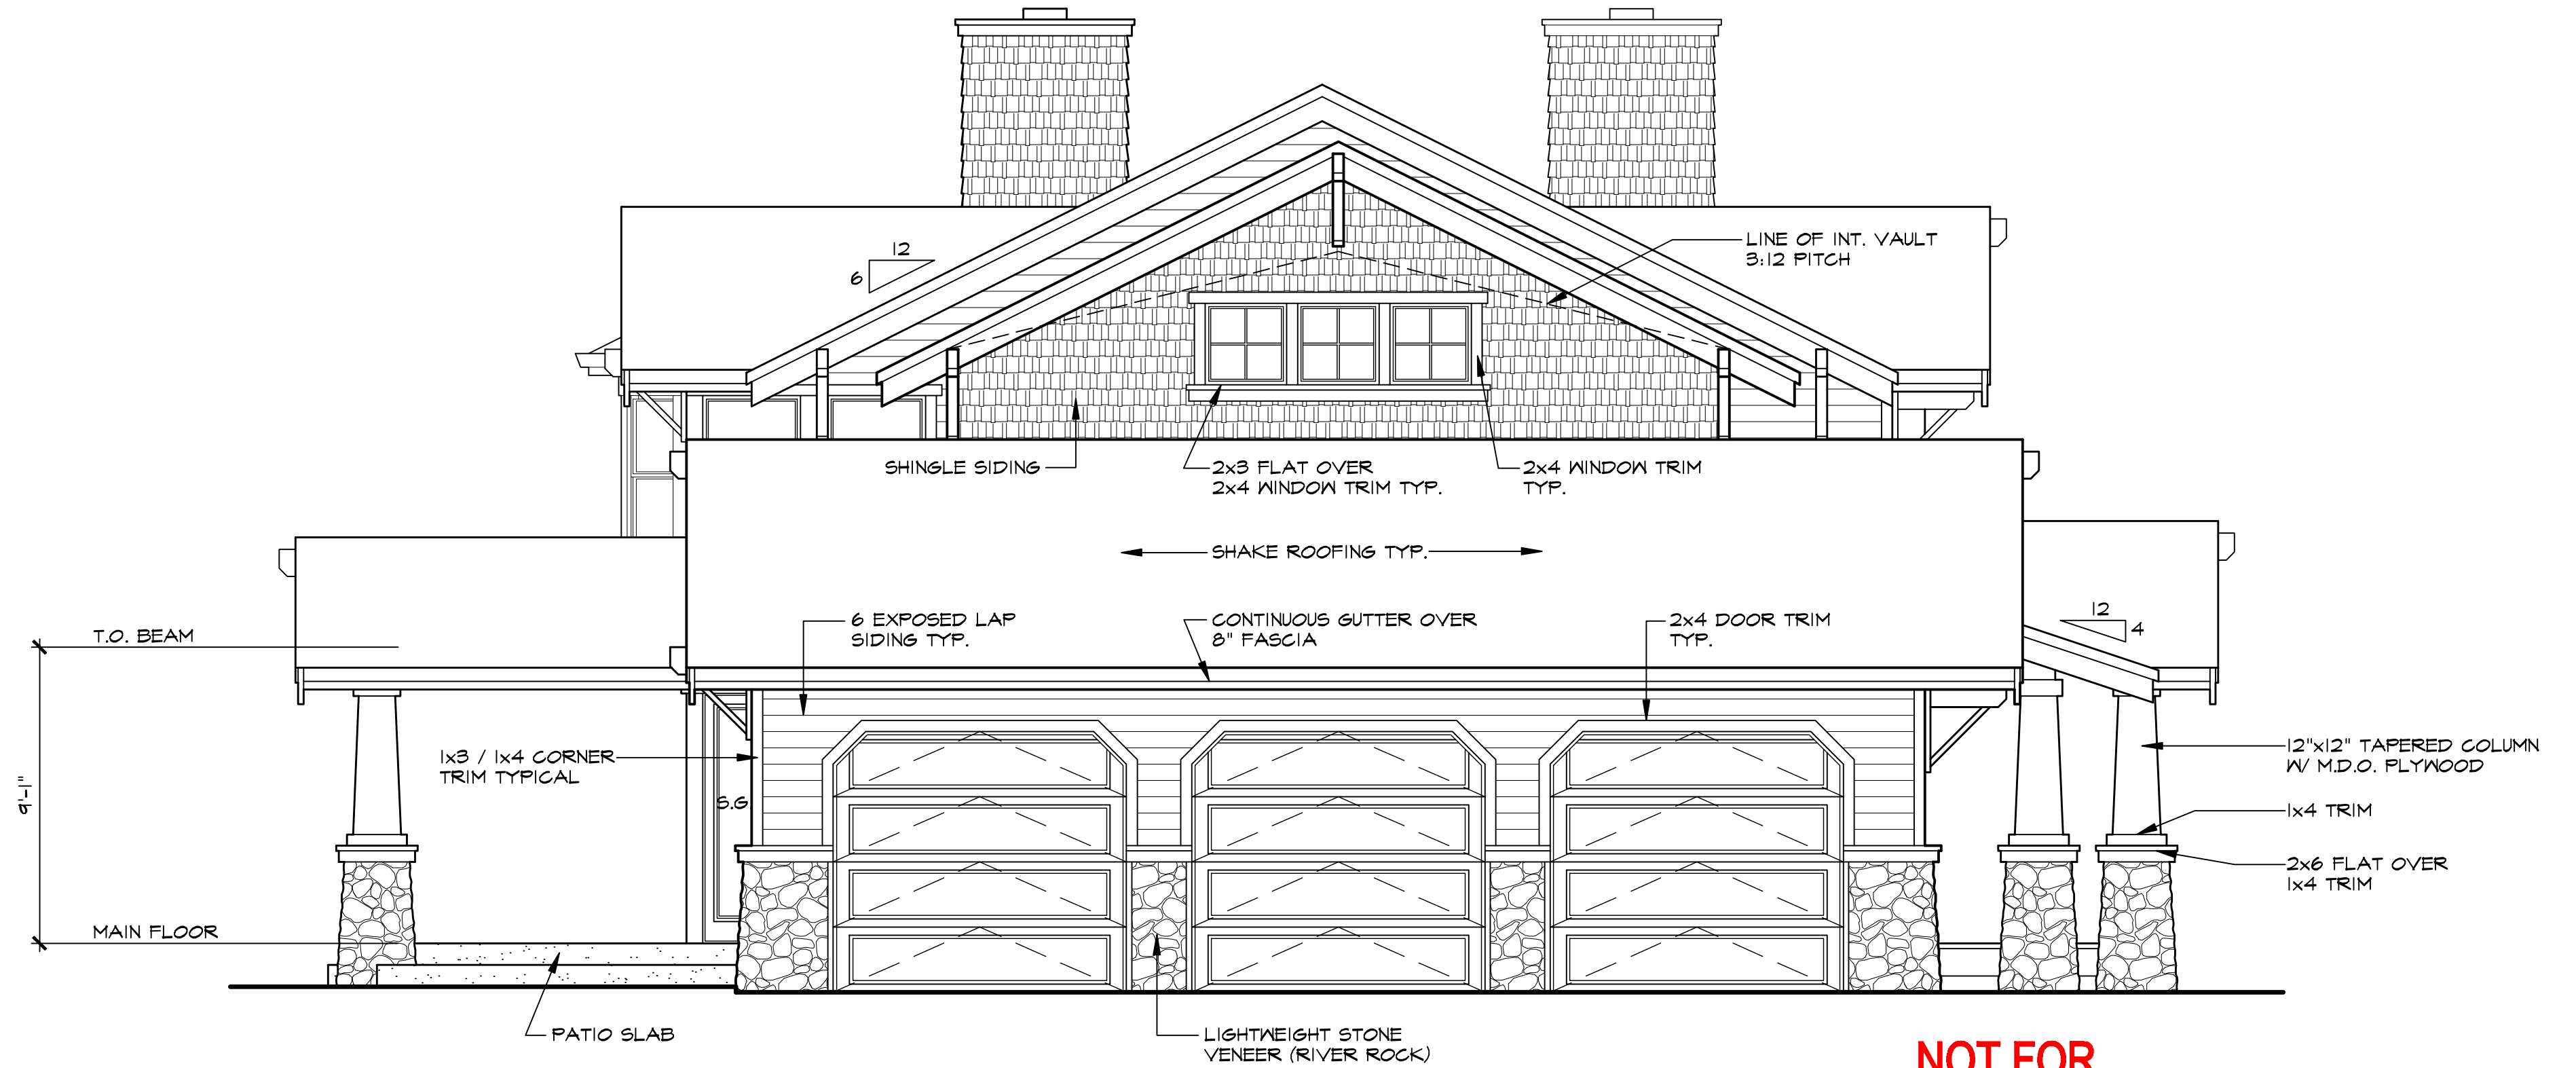 12
6
LINE OF INT. VAULT
3:12 PITCH
SHINGLE SIDING
2x3 FLAT OVER
2x4 WINDOW TRIM TYP.
2x4 WINDOW TRIM
TYP.
SHAKE ROOFING TYP.
T.O. BEAM
6 EXPOSED LAP
SIDING TYP.
CONTINUOUS GUTTER OVER
8" FASCIA
2x4 DOOR TRIM
TYP.
12
4
9'-1"
1x3 / 1x4 CORNER
TRIM TYPICAL
S.G
12"x12" TAPERED COLUMN
W/ M.D.O. PLYWOOD
1x4 TRIM
2x6 FLAT OVER
1x4 TRIM
MAIN FLOOR
PATIO SLAB
LIGHTWEIGHT STONE
VENEER (RIVER ROCK)
NOT FOR